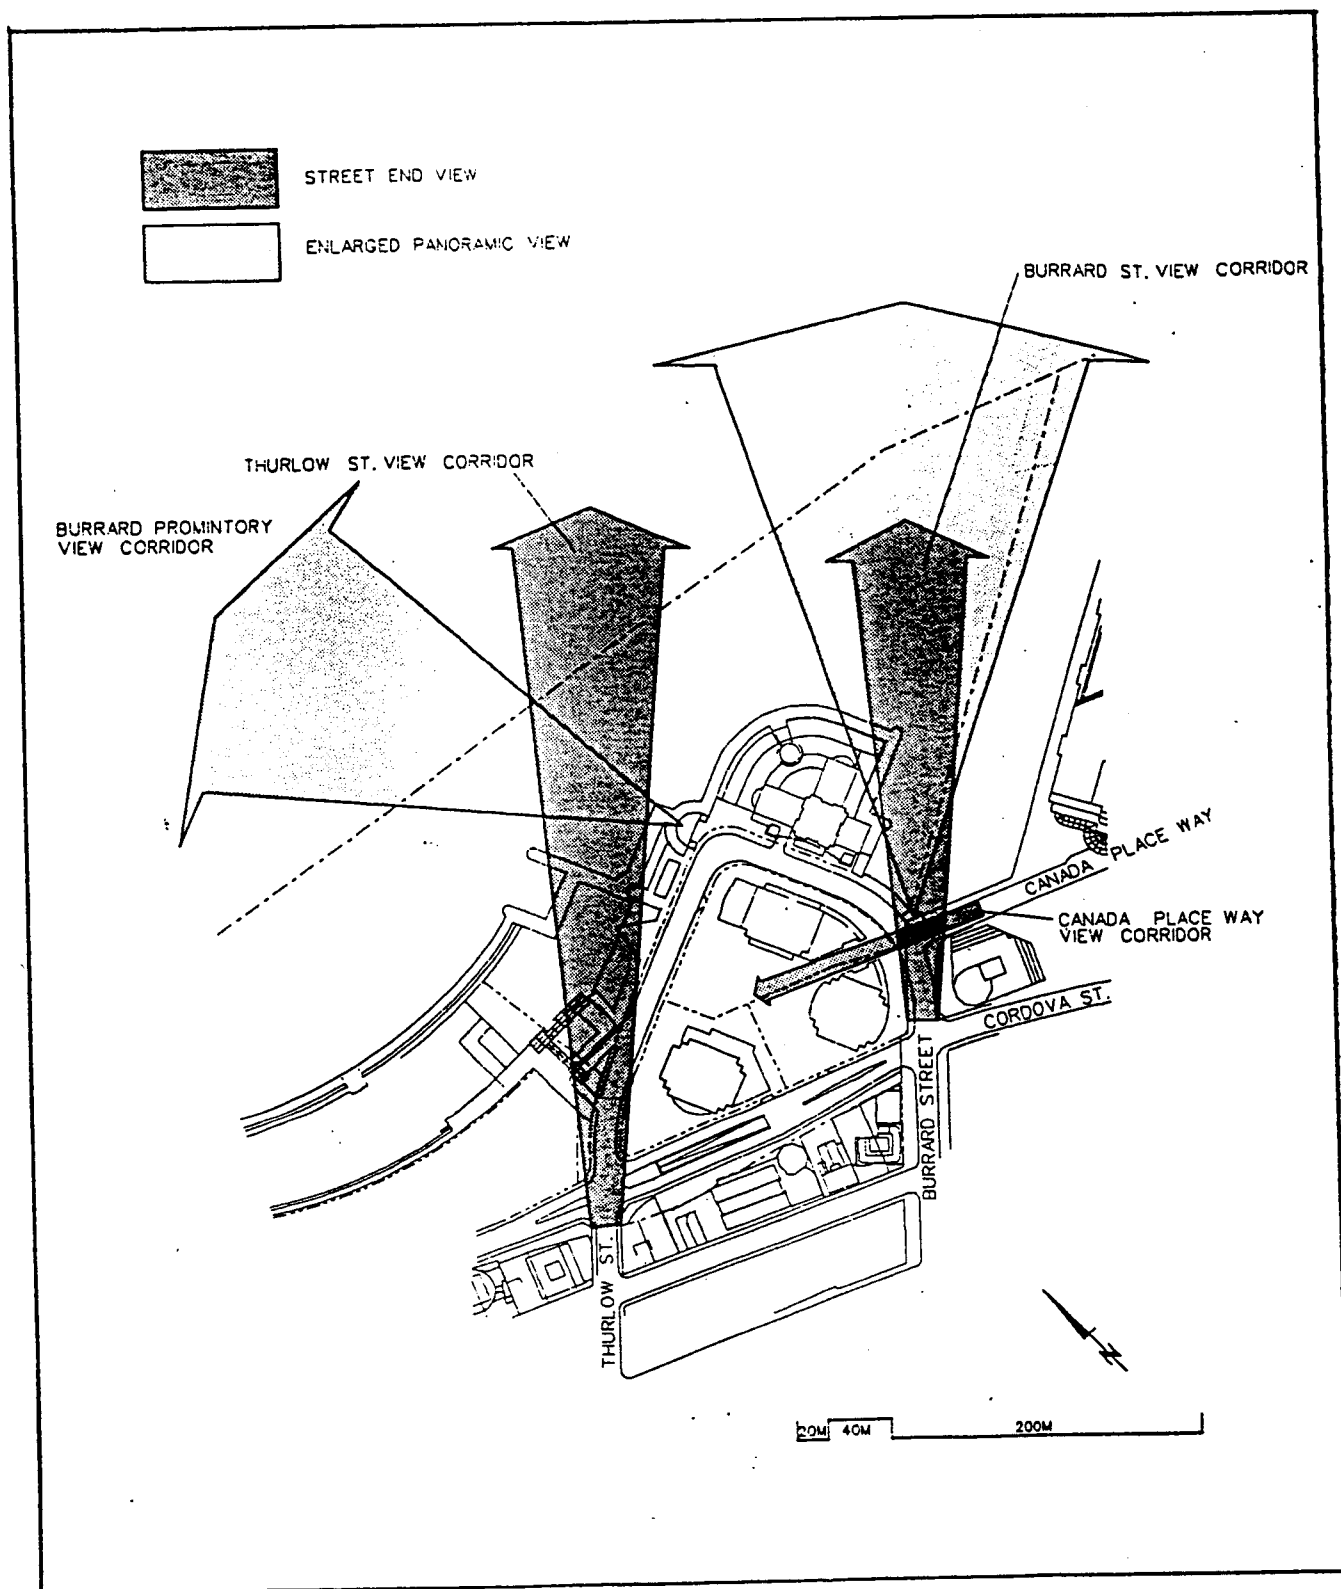 STREET END VIEW
ENLARGED PANORAMIC VIEW
BURRARD ST. VIEW CORRIDOR
THURLOW ST. VIEW CORRIDOR
BURRARD PROMINTORY
VIEW CORRIDOR
CANADA PLACE WAY
CANADA PLACE WAY
VIEW CORRIDOR
CORDOVA ST.
BURRARD STREET
THURLOW ST.
N
20M 40M 200M